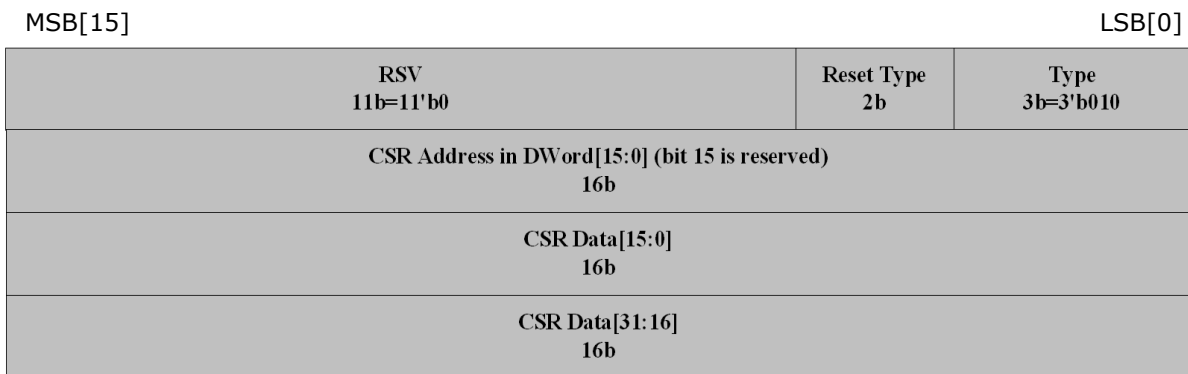 MSB[15] LSB[0]
RSV
11b=11'b0
Reset Type
2b
Type
3b=3'b010
CSR Address in DWord[15:0] (bit 15 is reserved)
16b
CSR Data[15:0]
16b
CSR Data[31:16]
16b